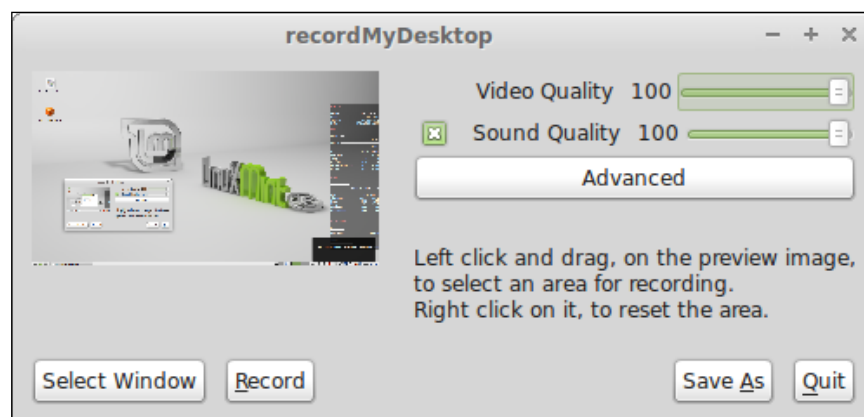 recordMyDesktop
Video Quality 100
Sound Quality 100
Advanced
Left click and drag, on the preview image,
to select an area for recording.
Right click on it, to reset the area.
Select Window Record Save As Quit